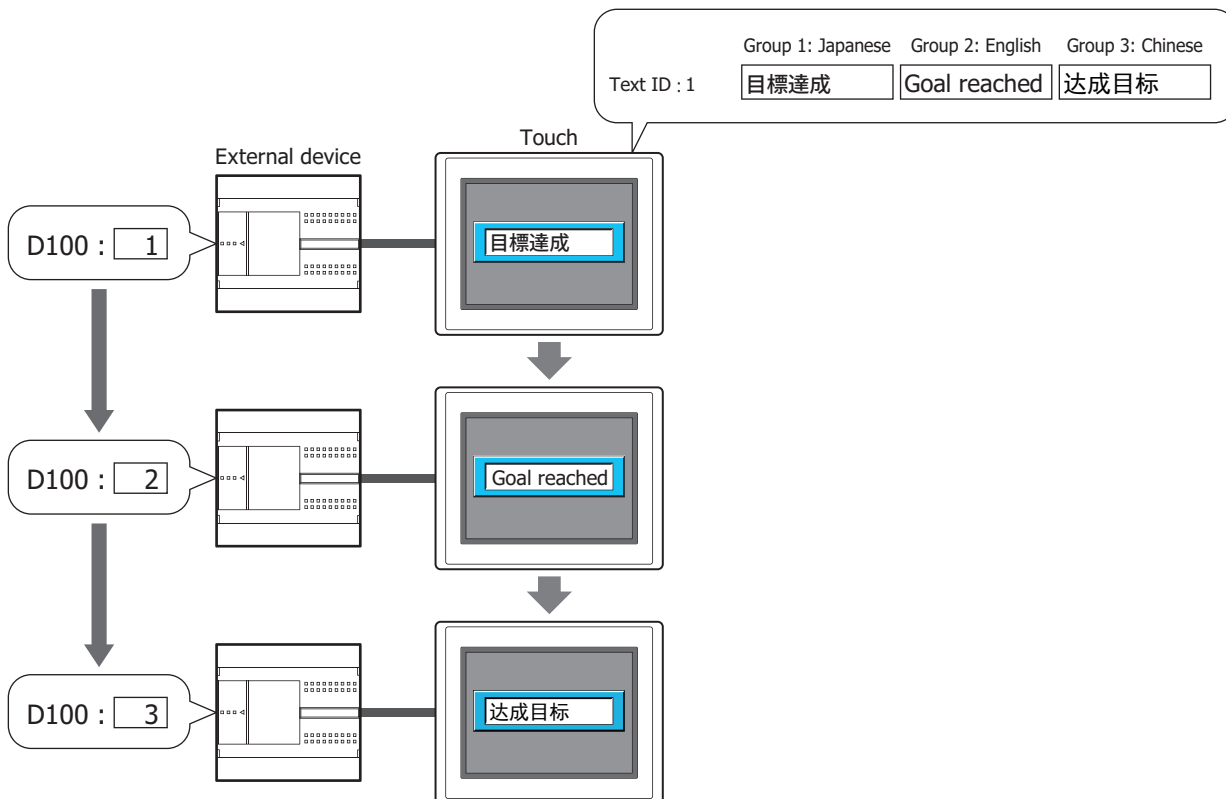 Group 1: Japanese Group 2: English Group 3: Chinese
Text ID : 1 目標達成 Goal reached 达成目标
Touch
External device
D100 : 1
目標達成
D100 : 2
Goal reached
D100 : 3
达成目标